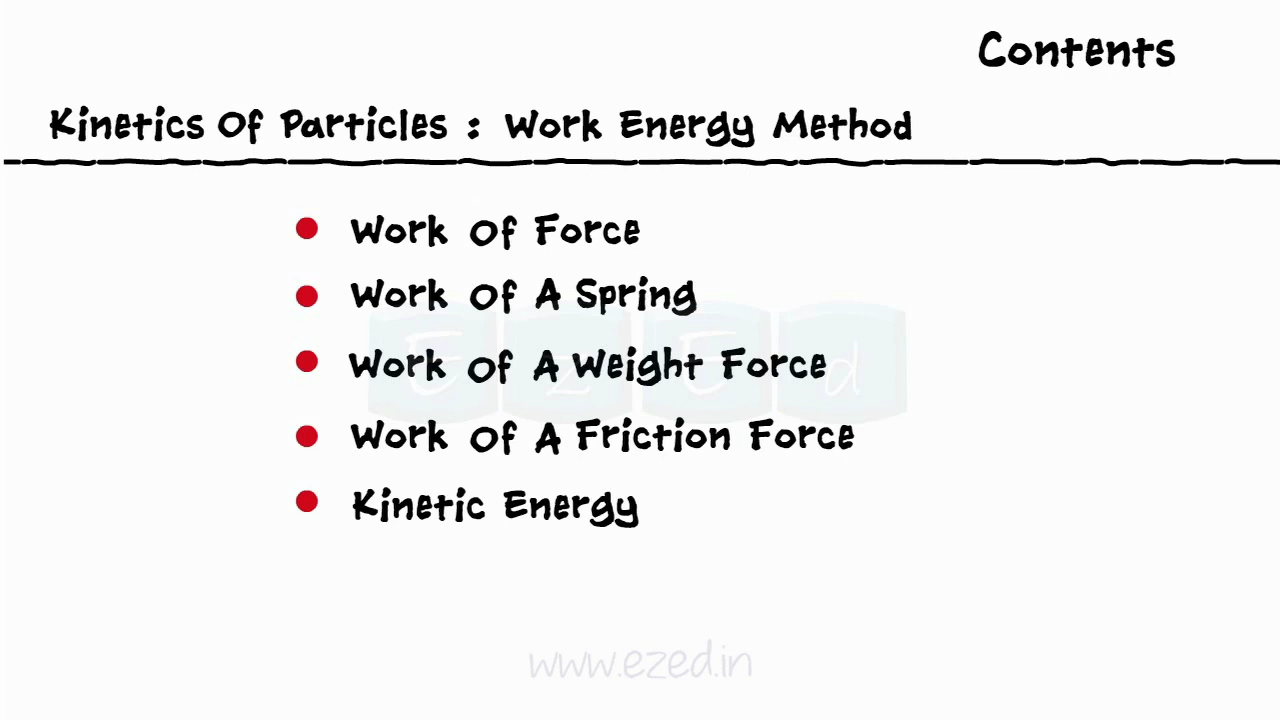 Contents
Kinetics Of Particles : Work Energy Method
Work Of Force
Work Of A Spring
Work Of A Weight Force
Work Of A Friction Force
Kinetic Energy
E z E d
www.ezed.in